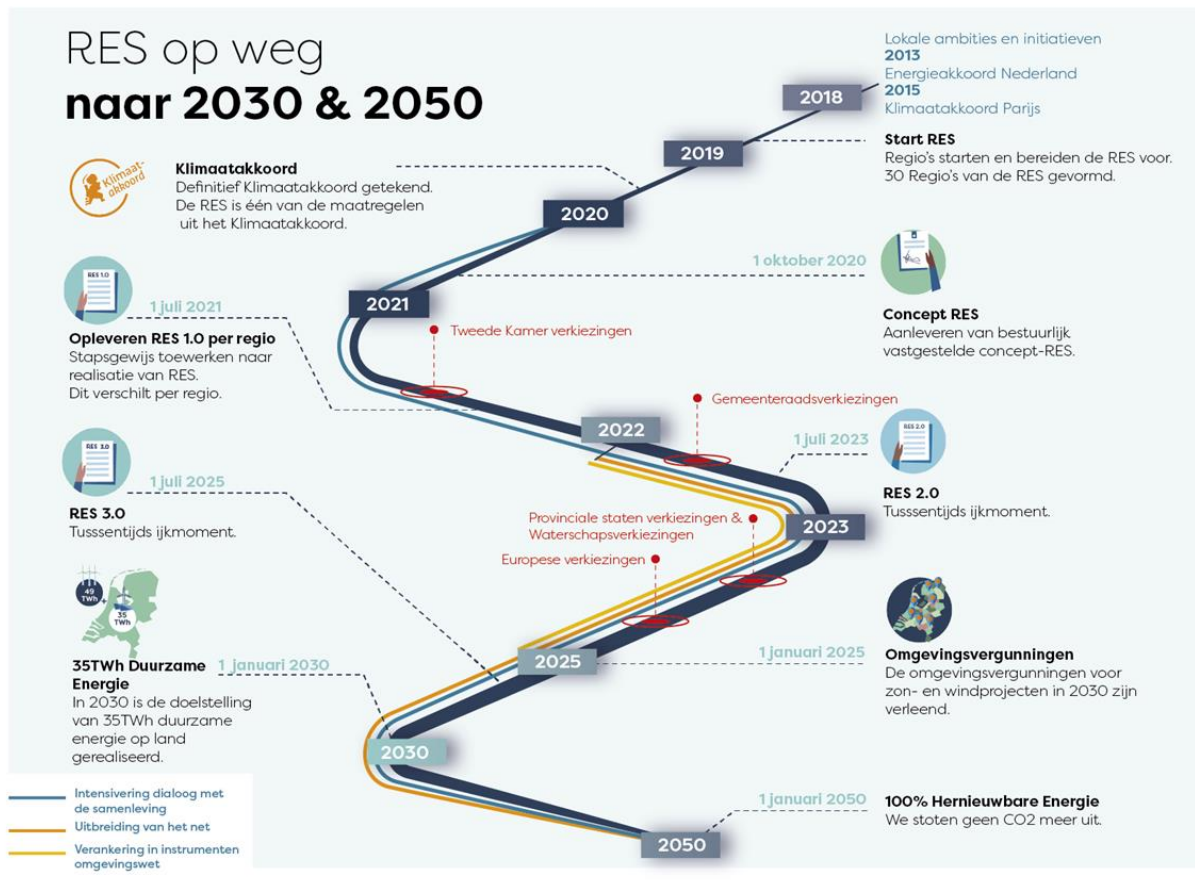 RES op weg
naar 2030 & 2050
Lokale ambities en initiatieven
2013
Energieakkoord Nederland
2015
Klimaatakkoord Parijs
2018
2019
Start RES
Regio's starten en bereiden de RES voor.
30 Regio's van de RES gevormd.
Klimaat-
akkoord
Klimaatakkoord
Definitief Klimaatakkoord getekend.
De RES is één van de maatregelen
uit het Klimaatakkoord.
2020
1 oktober 2020
Concept RES
Aanleveren van bestuurlijk
vastgestelde concept-RES.
RES 1.0
1 juli 2021
Opleveren RES 1.0 per regio
Stapsgewijs toewerken naar
realisatie van RES.
Dit verschilt per regio.
2021
Tweede Kamer verkiezingen
2022
Gemeenteraadsverkiezingen
1 juli 2023
RES 2.0
RES 2.0
Tusssentijds ijkmoment.
RES 3.0
1 juli 2025
RES 3.0
Tusssentijds ijkmoment.
2023
Provinciale staten verkiezingen &
Waterschapsverkiezingen
Europese verkiezingen
2025
1 januari 2025
Omgevingsvergunningen
De omgevingsvergunningen voor
zon- en windprojecten in 2030 zijn
verleend.
49
TWh
+
35
TWh
35TWh Duurzame
Energie
1 januari 2030
In 2030 is de doelstelling
van 35TWh duurzame
energie op land
gerealiseerd.
2030
1 januari 2050
100% Hernieuwbare Energie
We stoten geen CO2 meer uit.
2050
Intensivering dialoog met
de samenleving
Uitbreiding van het net
Verankering in instrumenten
omgevingswet